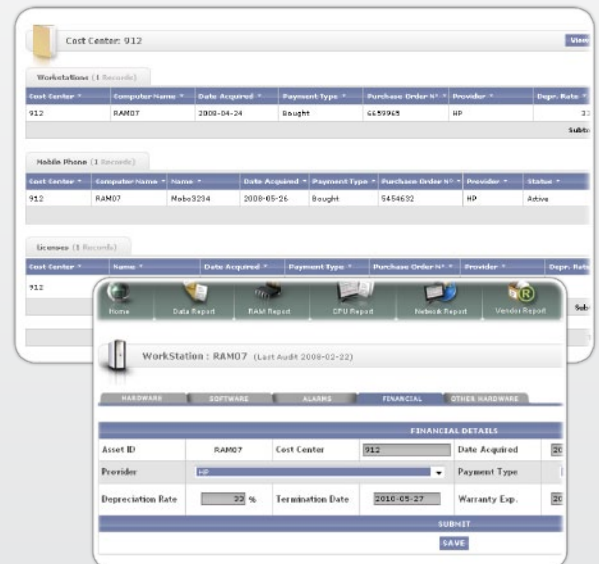 Cost Center: 912
View
Workstations (1 Records)
Cost Center Computer Name Date Acquired Payment Type Purchase Order Nº Provider Depr. Rate
912 RAM07 2008-04-24 Bought 6659965 HP 33
Subto
Mobile Phone (1 Records)
Cost Center Computer Name Name Date Acquired Payment Type Purchase Order Nº Provider Status
912 RAM07 Mobo3234 2008-05-26 Bought 5454632 HP Active
Licenses (1 Records)
Cost Center Name Date Acquired Payment Type Purchase Order Nº Provider Depr. Rate
912
Sub
Home Data Report RAM Report CPU Report Network Report Vendor Report
WorkStation : RAM07 (Last Audit 2008-02-22)
HARDWARE SOFTWARE ALARMS FINANCIAL OTHER HARDWARE
FINANCIAL DETAILS
Asset ID RAM07 Cost Center 912 Date Acquired 20
Provider HP Payment Type
Depreciation Rate 33 % Termination Date 2010-05-27 Warranty Exp. 20
SUBMIT
SAVE